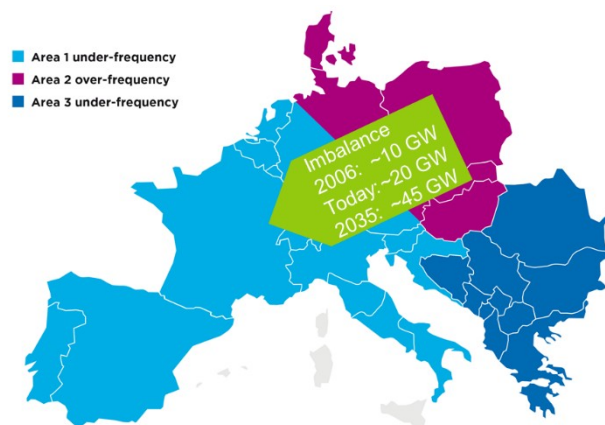 Area 1 under-frequency
Area 2 over-frequency
Area 3 under-frequency
Imbalance
2006: ~10 GW
Today:~20 GW
2035: ~45 GW